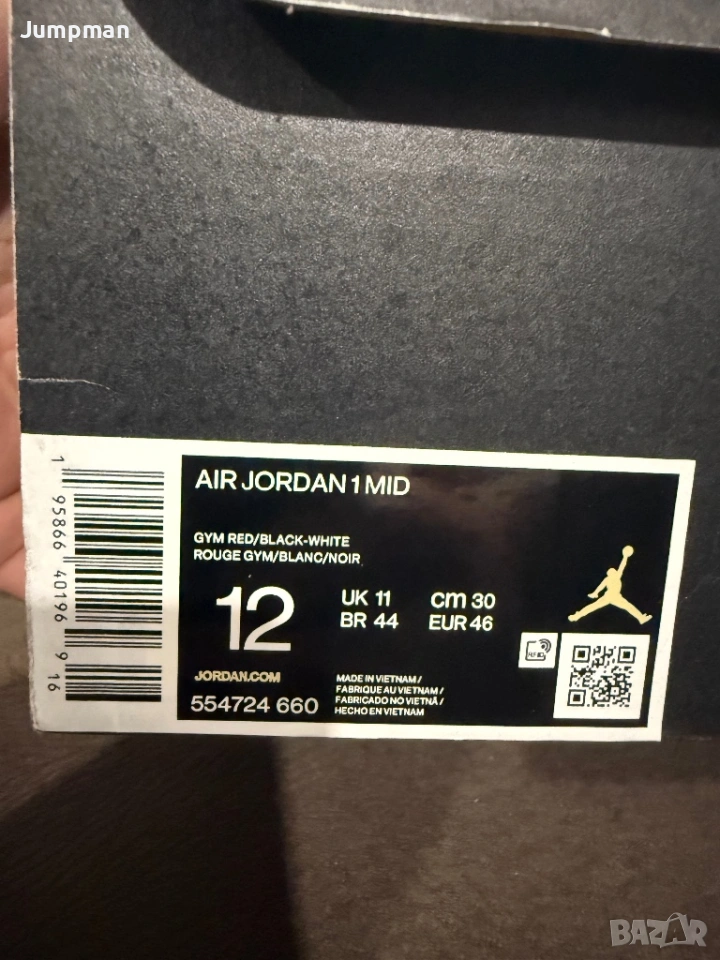 Jumpman
AIR JORDAN 1 MID
GYM RED/BLACK-WHITE
ROUGE GYM/BLANC/NOIR
12
UK 11 cm 30
BR 44 EUR 46
JORDAN.COM
554724 660
MADE IN VIETNAM /
FABRIQUE AU VIETNAM /
FABRICADO NO VIETNÃ /
HECHO EN VIETNAM
1 95866 40196 9 16
BAZAR